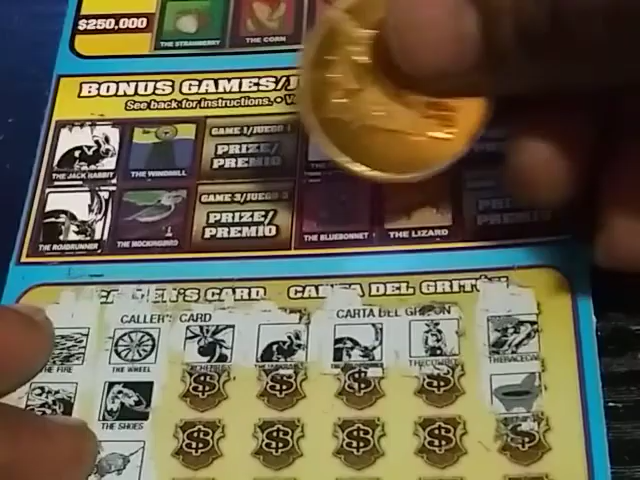 $250,000
THE STRAWBERRY
THE CORN
BONUS GAMES/J
See back for instructions. • V
THE JACK RABBIT
THE WINDMILL
GAME 1/JUEGO 1
PRIZE/
PREMIO
THE ROADRUNNER
THE MOCKINGBIRD
GAME 3/JUEGO 3
PRIZE/
PREMIO
THE BLUEBONNET
THE LIZARD
CALLER'S CARD CARTA DEL GRITÓN
CALLER'S CARD
CARTA DEL GRITÓN
THE FIRE
THE WHEEL
THE SHOES